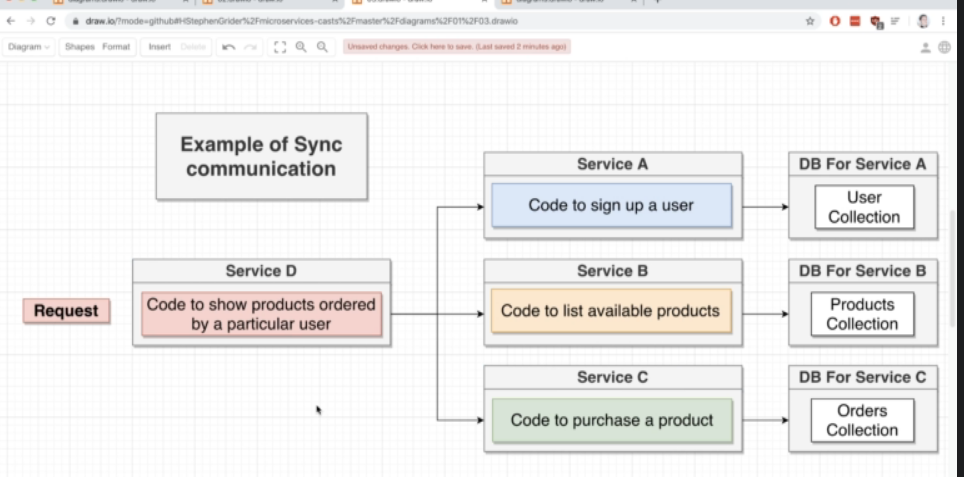 draw.io/?mode=github#HStephenGrider%2Fmicroservices-casts%2Fmaster%2Fdiagrams%2F01%2F03.drawio
Diagram Shapes Format Insert Delete Unsaved changes. Click here to save. (Last saved 2 minutes ago)
Example of Sync
communication
Service A
Code to sign up a user
DB For Service A
User
Collection
Service D
Code to show products ordered
by a particular user
Request
Service B
Code to list available products
DB For Service B
Products
Collection
Service C
Code to purchase a product
DB For Service C
Orders
Collection